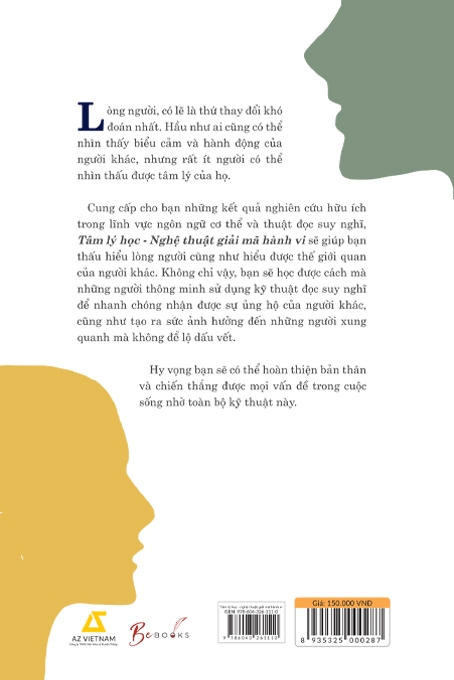 Lòng người, có lẽ là thứ thay đổi khó
đoán nhất. Hầu như ai cũng có thể
nhìn thấy biểu cảm và hành động của
người khác, nhưng rất ít người có thể
nhìn thấu được tâm lý của họ.
Cung cấp cho bạn những kết quả nghiên cứu hữu ích
trong lĩnh vực ngôn ngữ cơ thể và thuật đọc suy nghĩ,
Tâm lý học - Nghệ thuật giải mã hành vi sẽ giúp bạn
thấu hiểu lòng người cũng như hiểu được thế giới quan
của người khác. Không chỉ vậy, bạn sẽ học được cách mà
những người thông minh sử dụng kỹ thuật đọc suy nghĩ
để nhanh chóng nhận được sự ủng hộ của người khác,
cũng như tạo ra sức ảnh hưởng đến những người xung
quanh mà không để lộ dấu vết.
Hy vọng bạn sẽ có thể hoàn thiện bản thân
và chiến thắng được mọi vấn đề trong cuộc
sống nhờ toàn bộ kỹ thuật này.
AZ VIETNAM
BeBOOKS
Tâm lý học - nghệ thuật giải mã hành vi
ISBN: 978-604-326-311-0
9 786043 263110
Giá: 150.000 VNĐ
8 935325 000287